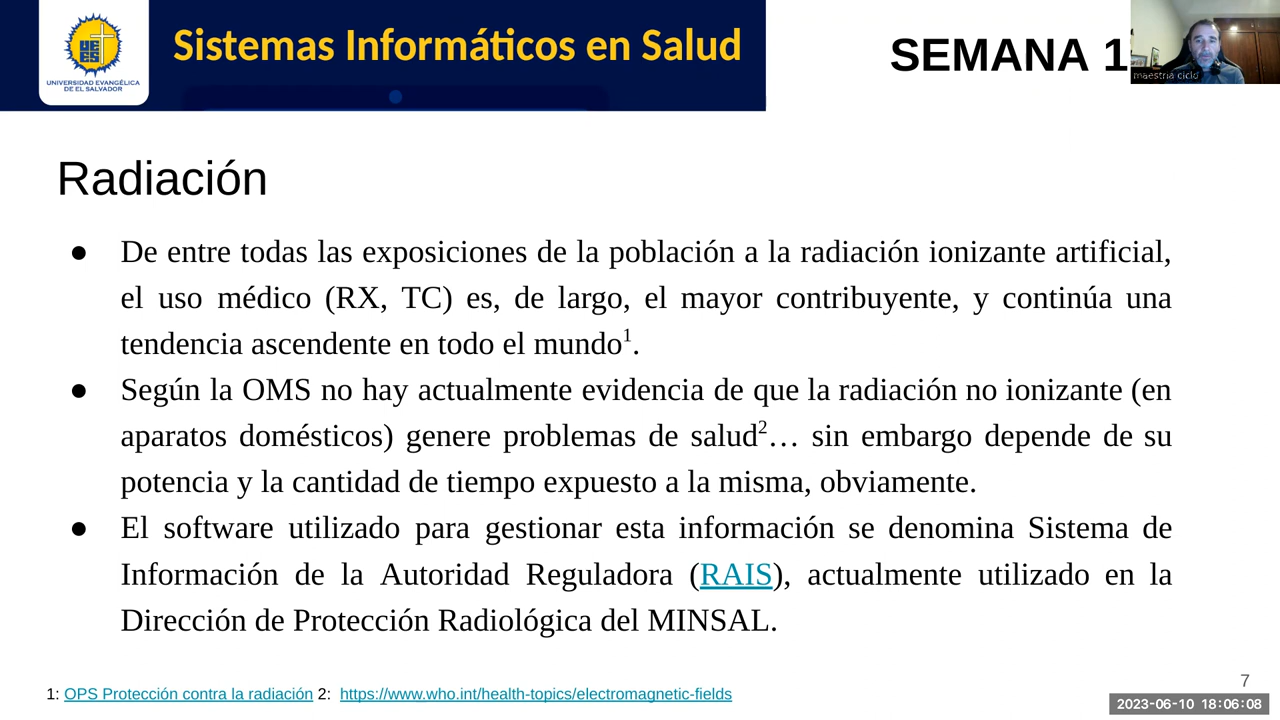 UNIVERSIDAD EVANGÉLICA
DE EL SALVADOR
Sistemas Informáticos en Salud
SEMANA 1
maestria ciclo
Radiación
● De entre todas las exposiciones de la población a la radiación ionizante artificial,
el uso médico (RX, TC) es, de largo, el mayor contribuyente, y continúa una
tendencia ascendente en todo el mundo¹.
● Según la OMS no hay actualmente evidencia de que la radiación no ionizante (en
aparatos domésticos) genere problemas de salud²… sin embargo depende de su
potencia y la cantidad de tiempo expuesto a la misma, obviamente.
● El software utilizado para gestionar esta información se denomina Sistema de
Información de la Autoridad Reguladora (RAIS), actualmente utilizado en la
Dirección de Protección Radiológica del MINSAL.
1: OPS Protección contra la radiación 2: https://www.who.int/health-topics/electromagnetic-fields
7
2023-06-10 18:06:08